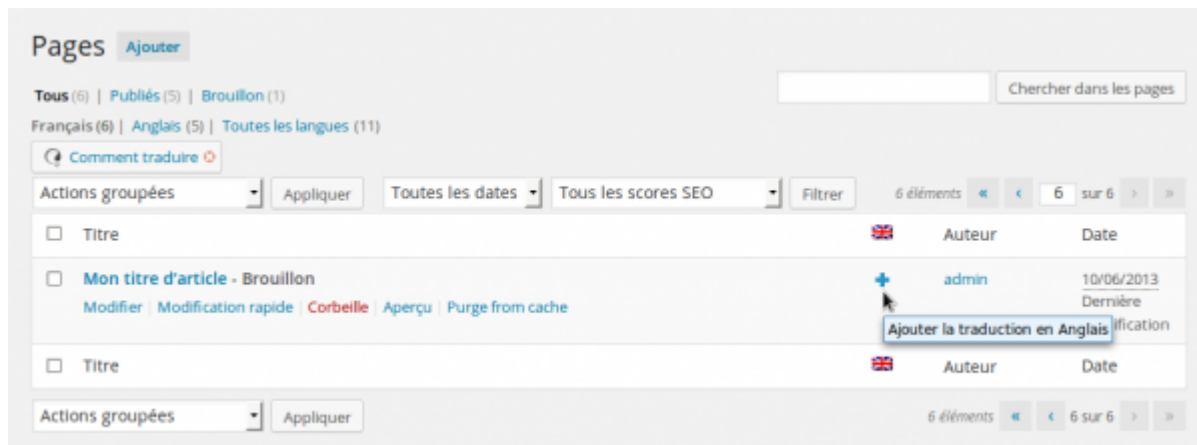 Pages Ajouter
Tous (6) | Publiés (5) | Brouillon (1)
Chercher dans les pages
Français (6) | Anglais (5) | Toutes les langues (11)
Comment traduire
Actions groupées Appliquer Toutes les dates Tous les scores SEO Filtrer 6 éléments « ‹ 6 sur 6 › »
Titre Auteur Date
Mon titre d'article - Brouillon + admin 10/06/2013
Modifier | Modification rapide | Corbeille | Aperçu | Purge from cache Dernière
Ajouter la traduction en Anglais ification
Titre Auteur Date
Actions groupées Appliquer 6 éléments « ‹ 6 sur 6 › »